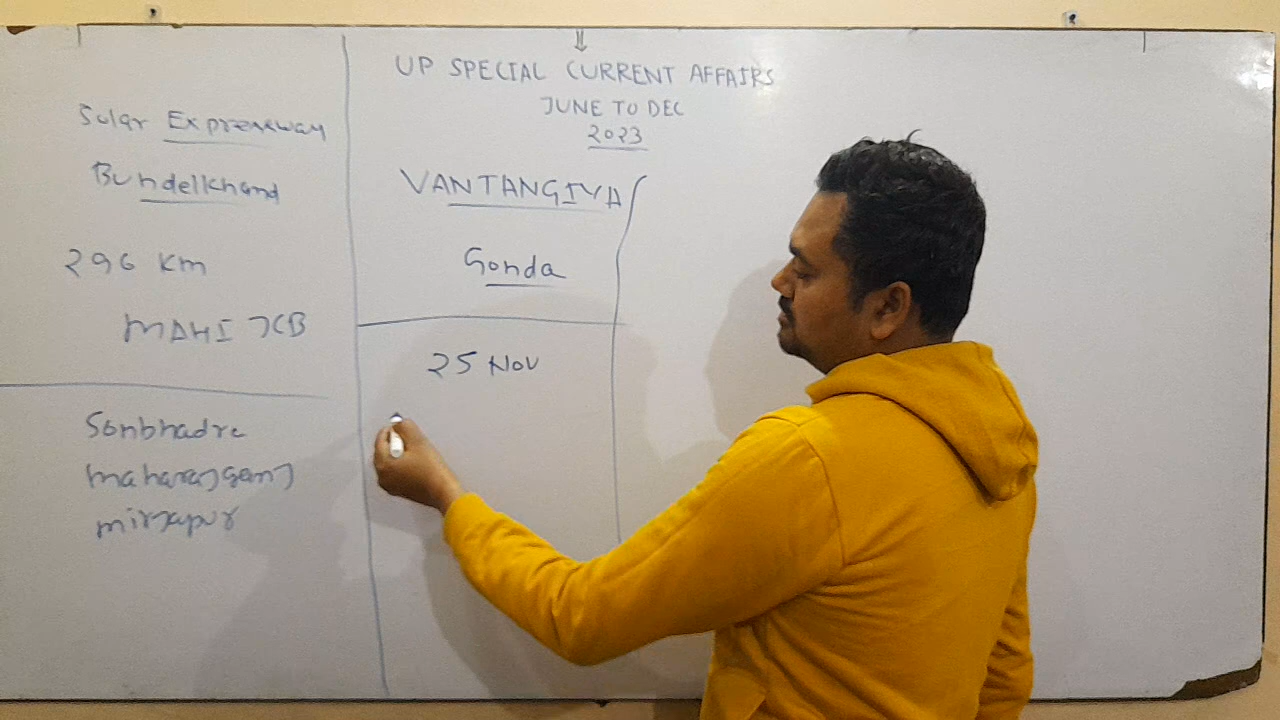 UP SPECIAL CURRENT AFFAIRS
JUNE TO DEC
2023
Solar Expressway
Bundelkhand
296 Km
MAHI JCB
Sonbhadra
maharajganj
mirzapur
VANTANGIYA
Gonda
25 Nov